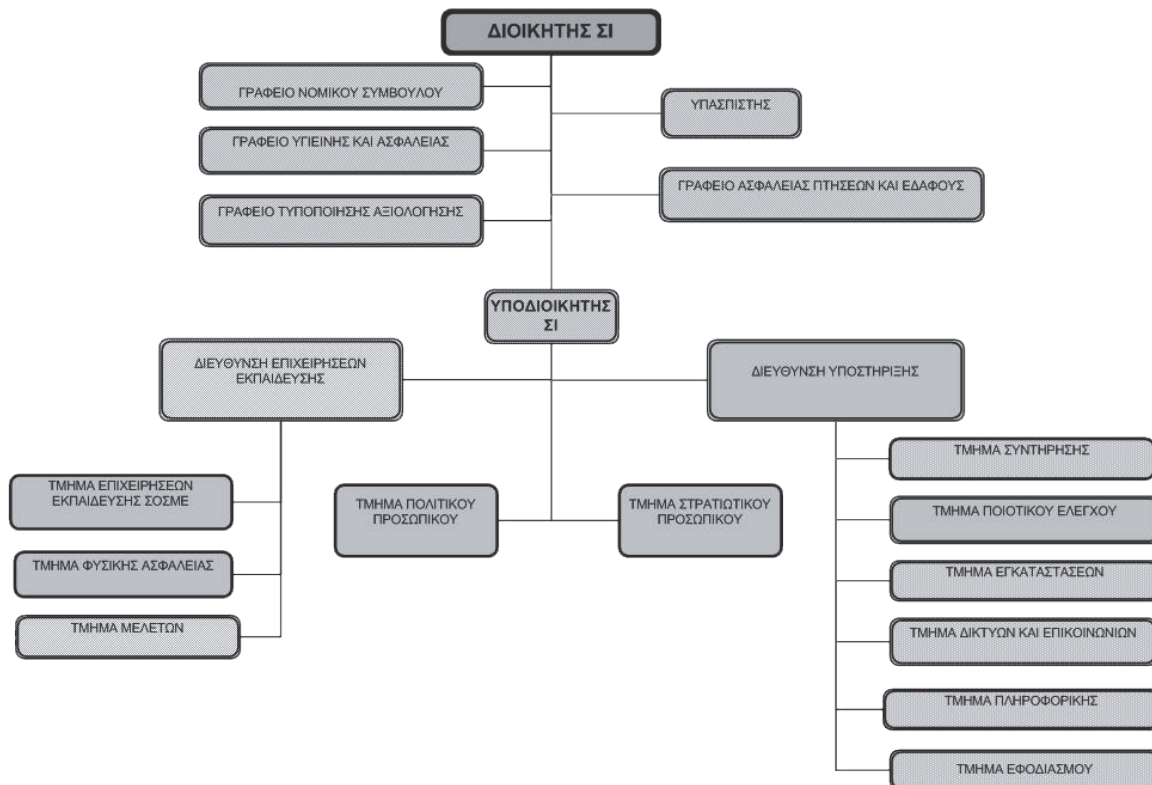 ΔΙΟΙΚΗΤΗΣ ΣΙ
ΓΡΑΦΕΙΟ ΝΟΜΙΚΟΥ ΣΥΜΒΟΥΛΟΥ
ΥΠΑΣΠΙΣΤΗΣ
ΓΡΑΦΕΙΟ ΥΓΙΕΙΝΗΣ ΚΑΙ ΑΣΦΑΛΕΙΑΣ
ΓΡΑΦΕΙΟ ΑΣΦΑΛΕΙΑΣ ΠΤΗΣΕΩΝ ΚΑΙ ΕΔΑΦΟΥΣ
ΓΡΑΦΕΙΟ ΤΥΠΟΠΟΙΗΣΗΣ ΑΞΙΟΛΟΓΗΣΗΣ
ΥΠΟΔΙΟΙΚΗΤΗΣ
ΣΙ
ΔΙΕΥΘΥΝΣΗ ΕΠΙΧΕΙΡΗΣΕΩΝ
ΕΚΠΑΙΔΕΥΣΗΣ
ΔΙΕΥΘΥΝΣΗ ΥΠΟΣΤΗΡΙΞΗΣ
ΤΜΗΜΑ ΕΠΙΧΕΙΡΗΣΕΩΝ
ΕΚΠΑΙΔΕΥΣΗΣ ΣΟΣΜΕ
ΤΜΗΜΑ ΦΥΣΙΚΗΣ ΑΣΦΑΛΕΙΑΣ
ΤΜΗΜΑ ΜΕΛΕΤΩΝ
ΤΜΗΜΑ ΠΟΛΙΤΙΚΟΥ
ΠΡΟΣΩΠΙΚΟΥ
ΤΜΗΜΑ ΣΤΡΑΤΙΩΤΙΚΟΥ
ΠΡΟΣΩΠΙΚΟΥ
ΤΜΗΜΑ ΣΥΝΤΗΡΗΣΗΣ
ΤΜΗΜΑ ΠΟΙΟΤΙΚΟΥ ΕΛΕΓΧΟΥ
ΤΜΗΜΑ ΕΓΚΑΤΑΣΤΑΣΕΩΝ
ΤΜΗΜΑ ΔΙΚΤΥΩΝ ΚΑΙ ΕΠΙΚΟΙΝΩΝΙΩΝ
ΤΜΗΜΑ ΠΛΗΡΟΦΟΡΙΚΗΣ
ΤΜΗΜΑ ΕΦΟΔΙΑΣΜΟΥ